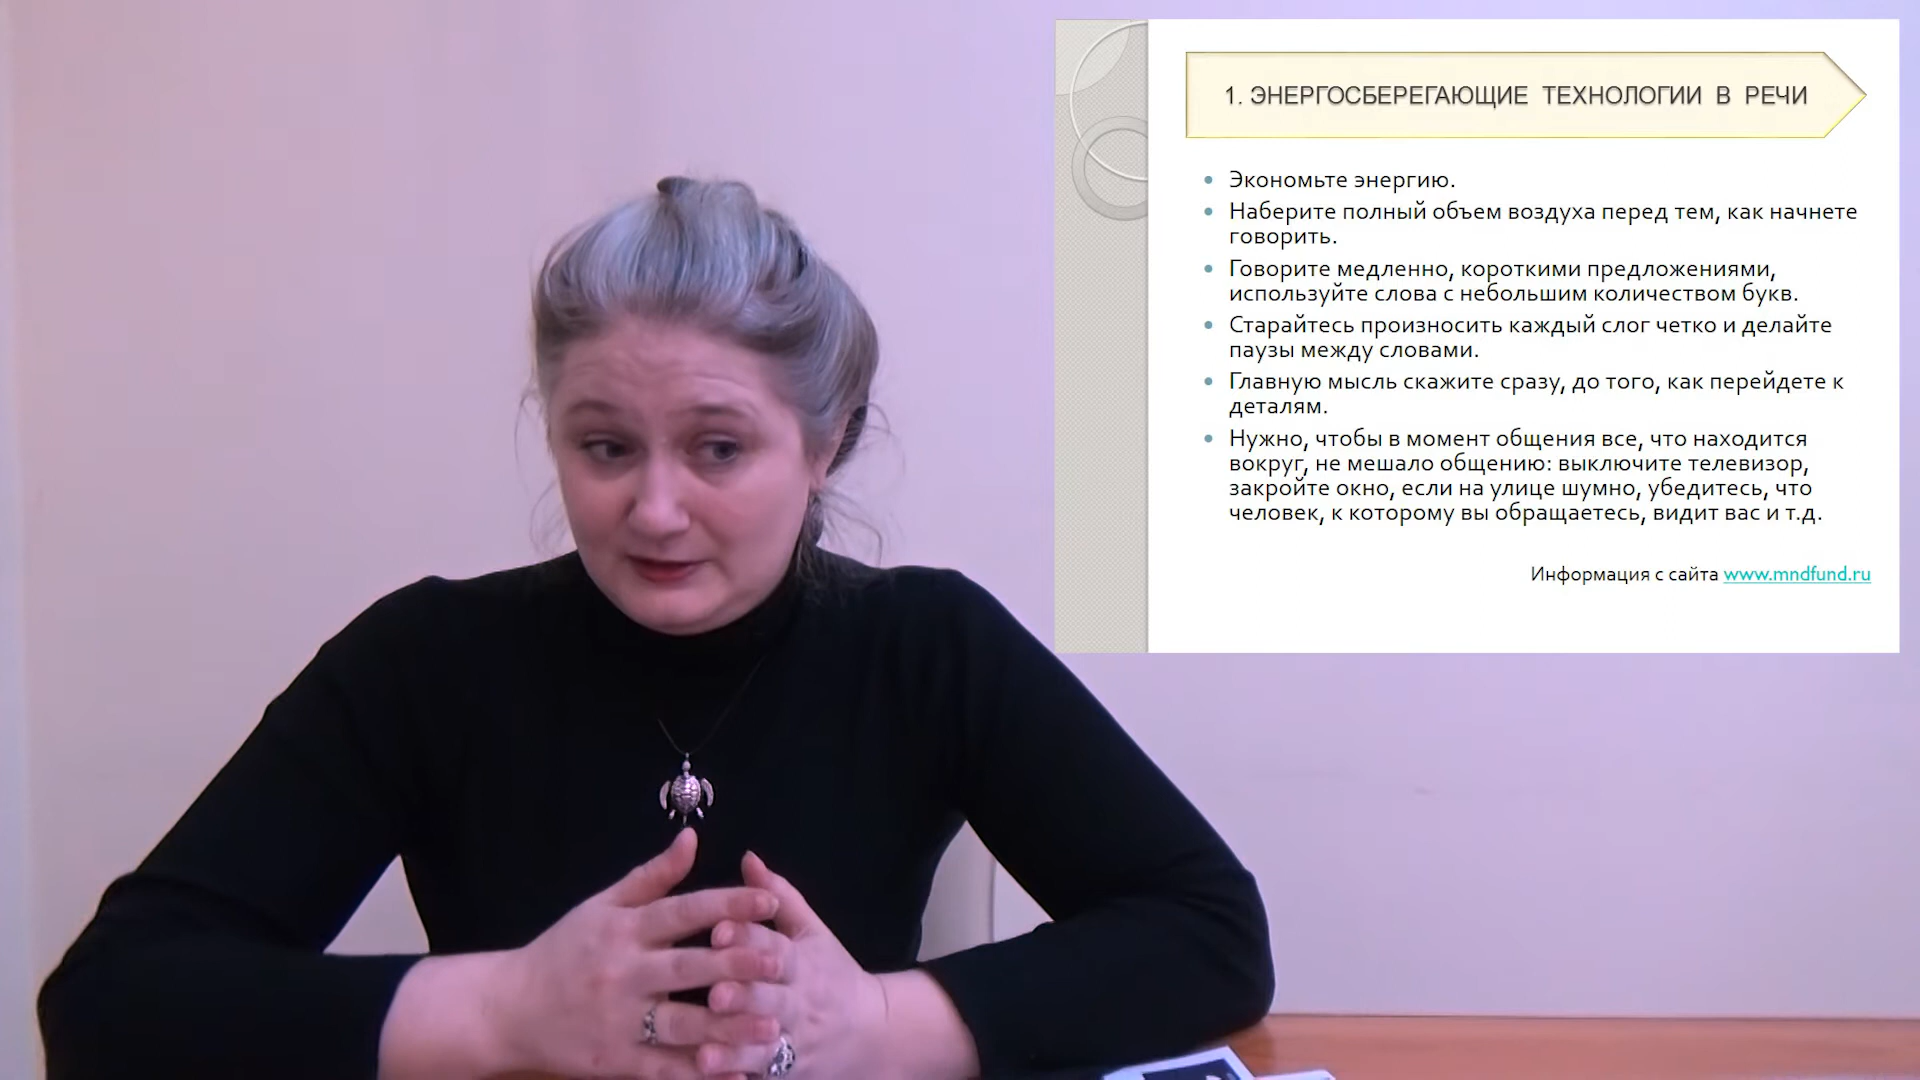 1. ЭНЕРГОСБЕРЕГАЮЩИЕ ТЕХНОЛОГИИ В РЕЧИ
• Экономьте энергию.
• Наберите полный объем воздуха перед тем, как начнете
говорить.
• Говорите медленно, короткими предложениями,
используйте слова с небольшим количеством букв.
• Старайтесь произносить каждый слог четко и делайте
паузы между словами.
• Главную мысль скажите сразу, до того, как перейдете к
деталям.
• Нужно, чтобы в момент общения все, что находится
вокруг, не мешало общению: выключите телевизор,
закройте окно, если на улице шумно, убедитесь, что
человек, к которому вы обращаетесь, видит вас и т.д.
Информация с сайта www.mndfund.ru